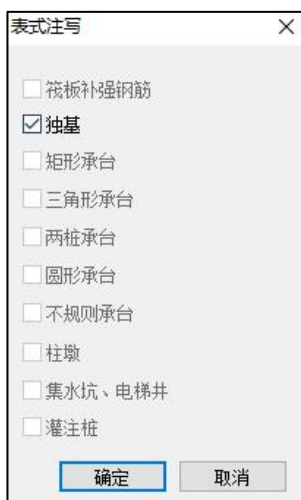 表式注写
筏板补强钢筋
独基
矩形承台
三角形承台
两桩承台
圆形承台
不规则承台
柱墩
集水坑、电梯井
灌注桩
确定 取消